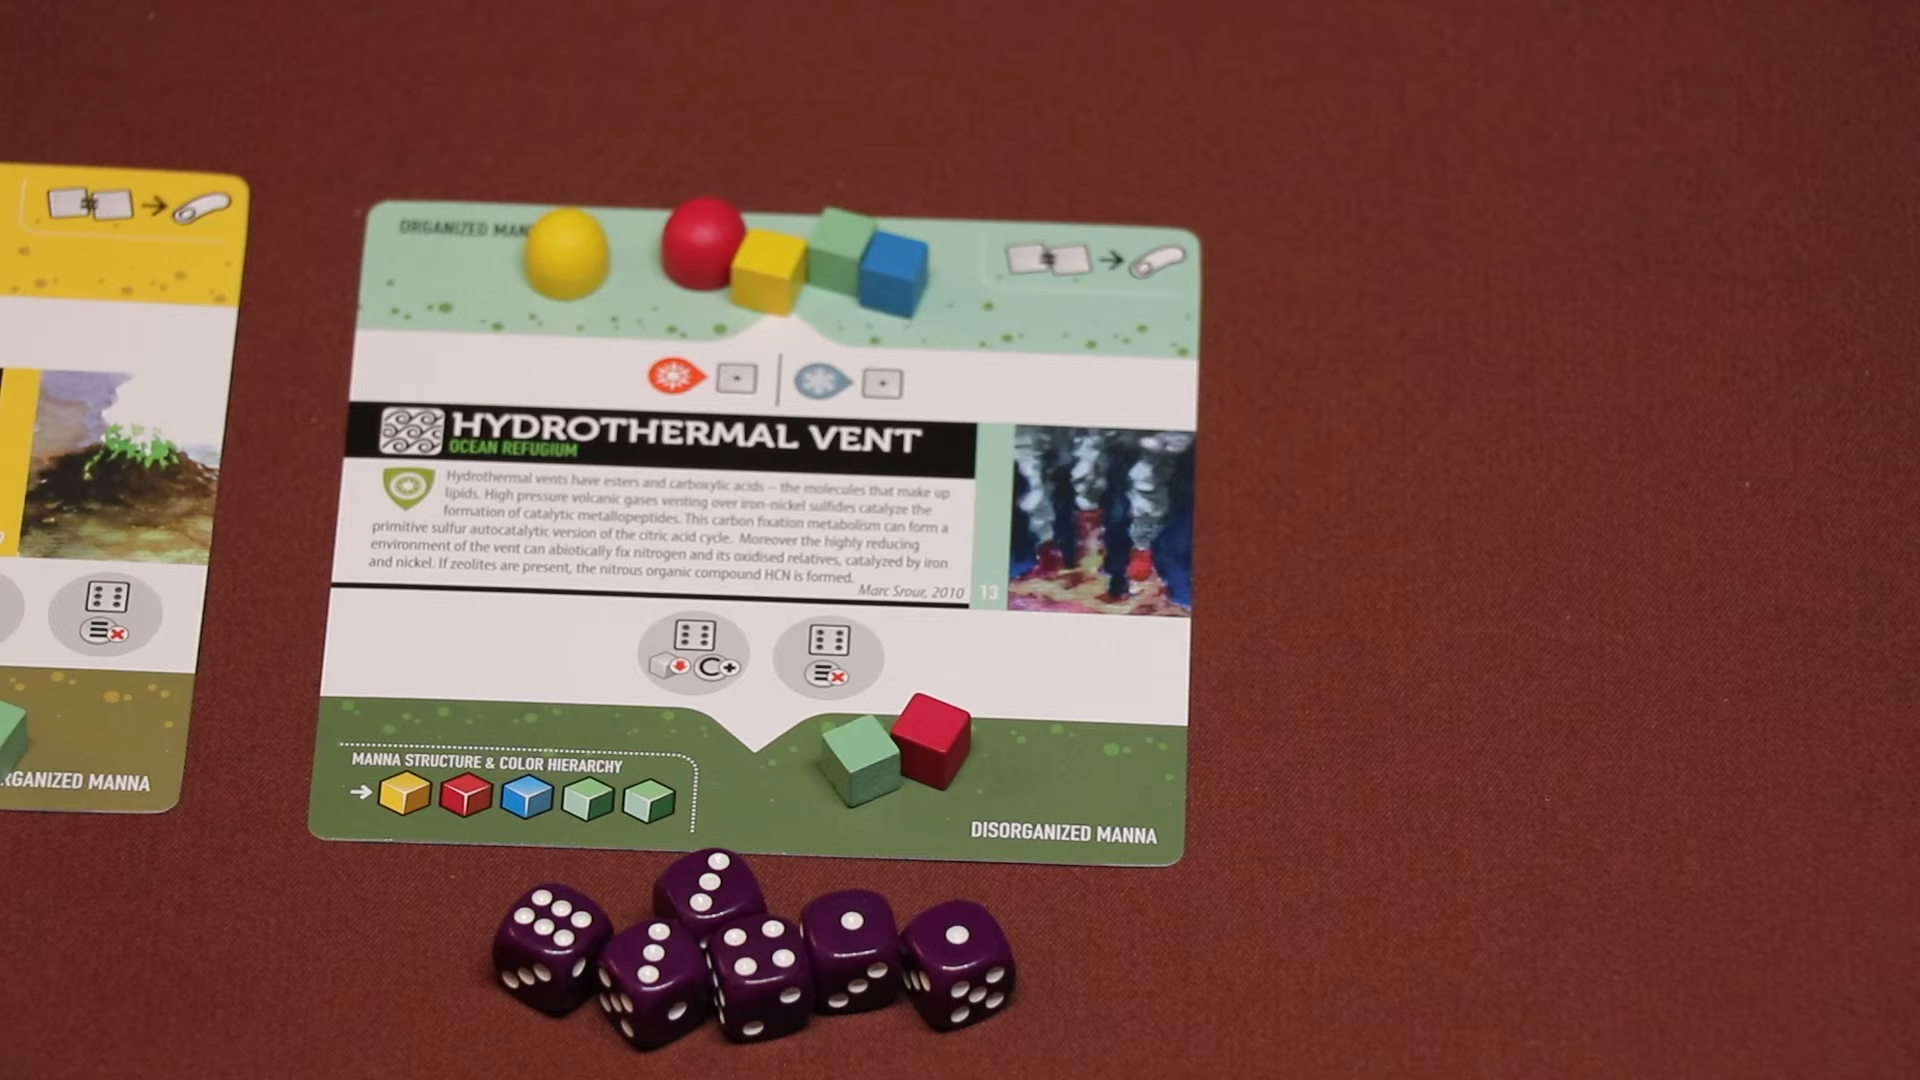 ORGANIZED MAN
HYDROTHERMAL VENT
OCEAN REFUGIUM
Hydrothermal vents have esters and carboxylic acids – the molecules that make up
lipids. High pressure volcanic gases venting over iron-nickel sulfides catalyze the
formation of catalytic metallopeptides. This carbon fixation metabolism can form a
primitive sulfur autocatalytic version of the citric acid cycle. Moreover the highly reducing
environment of the vent can abiotically fix nitrogen and its oxidised relatives, catalyzed by iron
and nickel. If zeolites are present, the nitrous organic compound HCN is formed.
Marc Srour, 2010
13
MANNA STRUCTURE & COLOR HIERARCHY
DISORGANIZED MANNA
RGANIZED MANNA